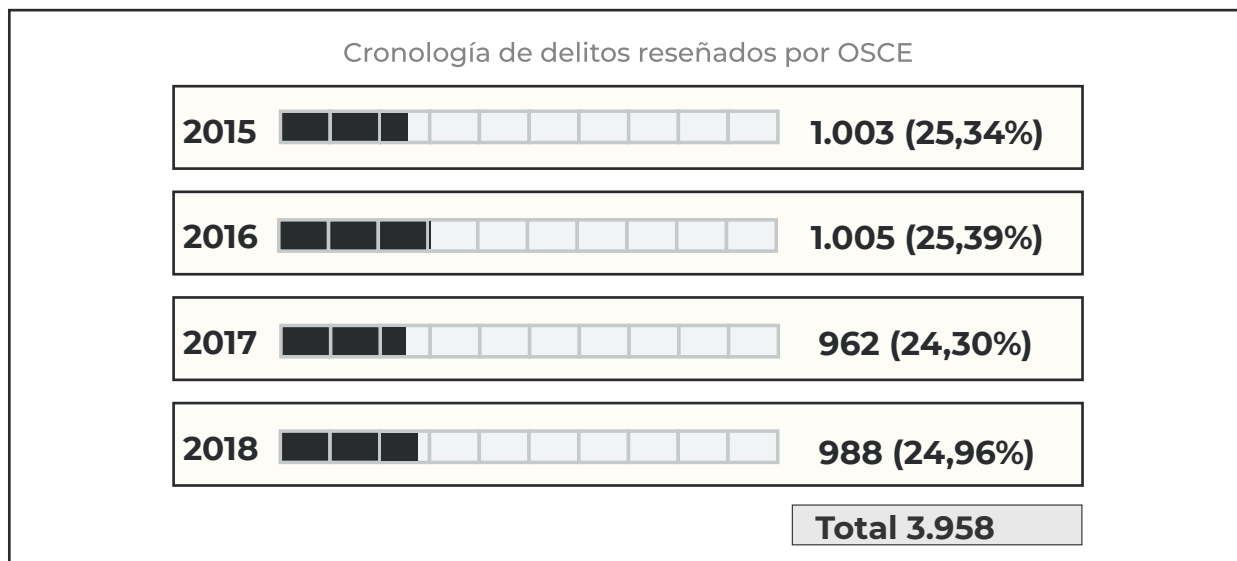 Cronología de delitos reseñados por OSCE
2015 1.003 (25,34%)
2016 1.005 (25,39%)
2017 962 (24,30%)
2018 988 (24,96%)
Total 3.958